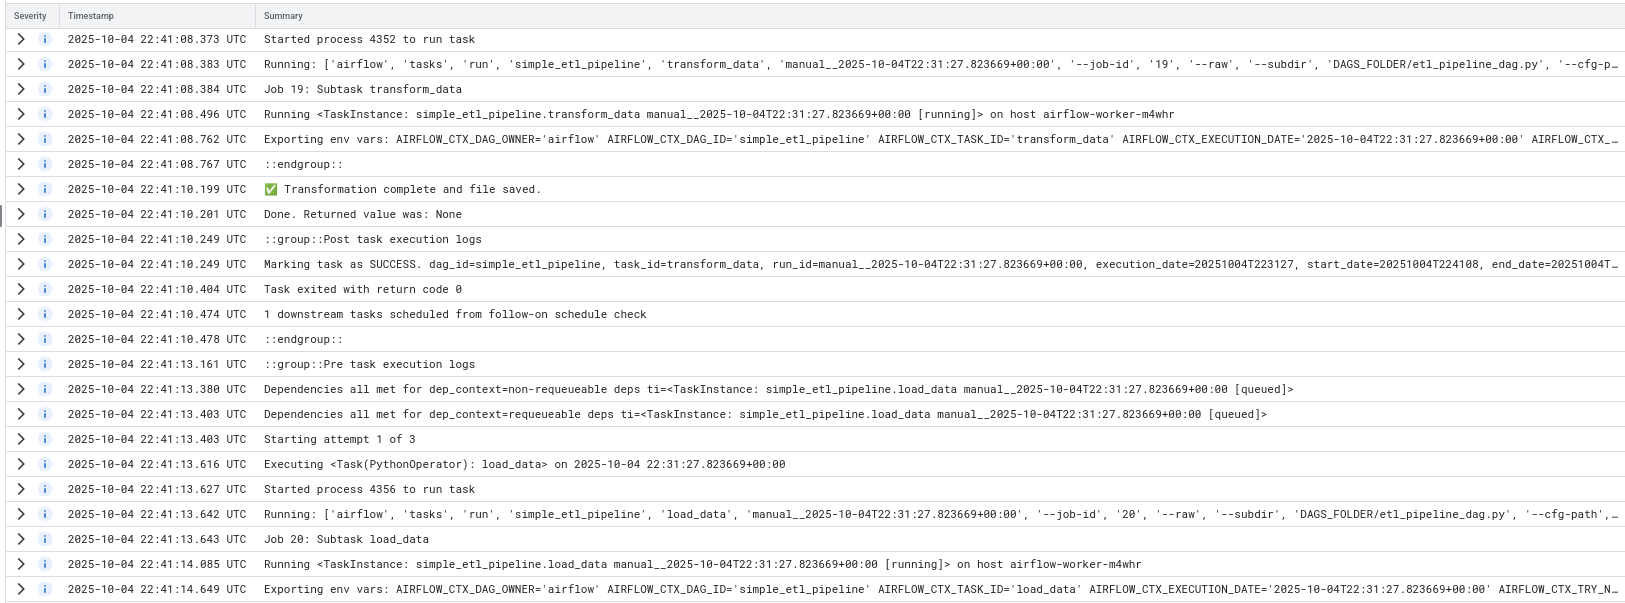 Severity Timestamp Summary
2025-10-04 22:41:08.373 UTC Started process 4352 to run task
2025-10-04 22:41:08.383 UTC Running: ['airflow', 'tasks', 'run', 'simple_etl_pipeline', 'transform_data', 'manual__2025-10-04T22:31:27.823669+00:00', '--job-id', '19', '--raw', '--subdir', 'DAGS_FOLDER/etl_pipeline_dag.py', '--cfg-p…
2025-10-04 22:41:08.384 UTC Job 19: Subtask transform_data
2025-10-04 22:41:08.496 UTC Running <TaskInstance: simple_etl_pipeline.transform_data manual__2025-10-04T22:31:27.823669+00:00 [running]> on host airflow-worker-m4whr
2025-10-04 22:41:08.762 UTC Exporting env vars: AIRFLOW_CTX_DAG_OWNER='airflow' AIRFLOW_CTX_DAG_ID='simple_etl_pipeline' AIRFLOW_CTX_TASK_ID='transform_data' AIRFLOW_CTX_EXECUTION_DATE='2025-10-04T22:31:27.823669+00:00' AIRFLOW_CTX_…
2025-10-04 22:41:08.767 UTC ::endgroup::
2025-10-04 22:41:10.199 UTC ✅ Transformation complete and file saved.
2025-10-04 22:41:10.201 UTC Done. Returned value was: None
2025-10-04 22:41:10.249 UTC ::group::Post task execution logs
2025-10-04 22:41:10.249 UTC Marking task as SUCCESS. dag_id=simple_etl_pipeline, task_id=transform_data, run_id=manual__2025-10-04T22:31:27.823669+00:00, execution_date=20251004T223127, start_date=20251004T224108, end_date=20251004T…
2025-10-04 22:41:10.404 UTC Task exited with return code 0
2025-10-04 22:41:10.474 UTC 1 downstream tasks scheduled from follow-on schedule check
2025-10-04 22:41:10.478 UTC ::endgroup::
2025-10-04 22:41:13.161 UTC ::group::Pre task execution logs
2025-10-04 22:41:13.380 UTC Dependencies all met for dep_context=non-requeueable deps ti=<TaskInstance: simple_etl_pipeline.load_data manual__2025-10-04T22:31:27.823669+00:00 [queued]>
2025-10-04 22:41:13.403 UTC Dependencies all met for dep_context=requeueable deps ti=<TaskInstance: simple_etl_pipeline.load_data manual__2025-10-04T22:31:27.823669+00:00 [queued]>
2025-10-04 22:41:13.403 UTC Starting attempt 1 of 3
2025-10-04 22:41:13.616 UTC Executing <Task(PythonOperator): load_data> on 2025-10-04 22:31:27.823669+00:00
2025-10-04 22:41:13.627 UTC Started process 4356 to run task
2025-10-04 22:41:13.642 UTC Running: ['airflow', 'tasks', 'run', 'simple_etl_pipeline', 'load_data', 'manual__2025-10-04T22:31:27.823669+00:00', '--job-id', '20', '--raw', '--subdir', 'DAGS_FOLDER/etl_pipeline_dag.py', '--cfg-path',…
2025-10-04 22:41:13.643 UTC Job 20: Subtask load_data
2025-10-04 22:41:14.085 UTC Running <TaskInstance: simple_etl_pipeline.load_data manual__2025-10-04T22:31:27.823669+00:00 [running]> on host airflow-worker-m4whr
2025-10-04 22:41:14.649 UTC Exporting env vars: AIRFLOW_CTX_DAG_OWNER='airflow' AIRFLOW_CTX_DAG_ID='simple_etl_pipeline' AIRFLOW_CTX_TASK_ID='load_data' AIRFLOW_CTX_EXECUTION_DATE='2025-10-04T22:31:27.823669+00:00' AIRFLOW_CTX_TRY_N…